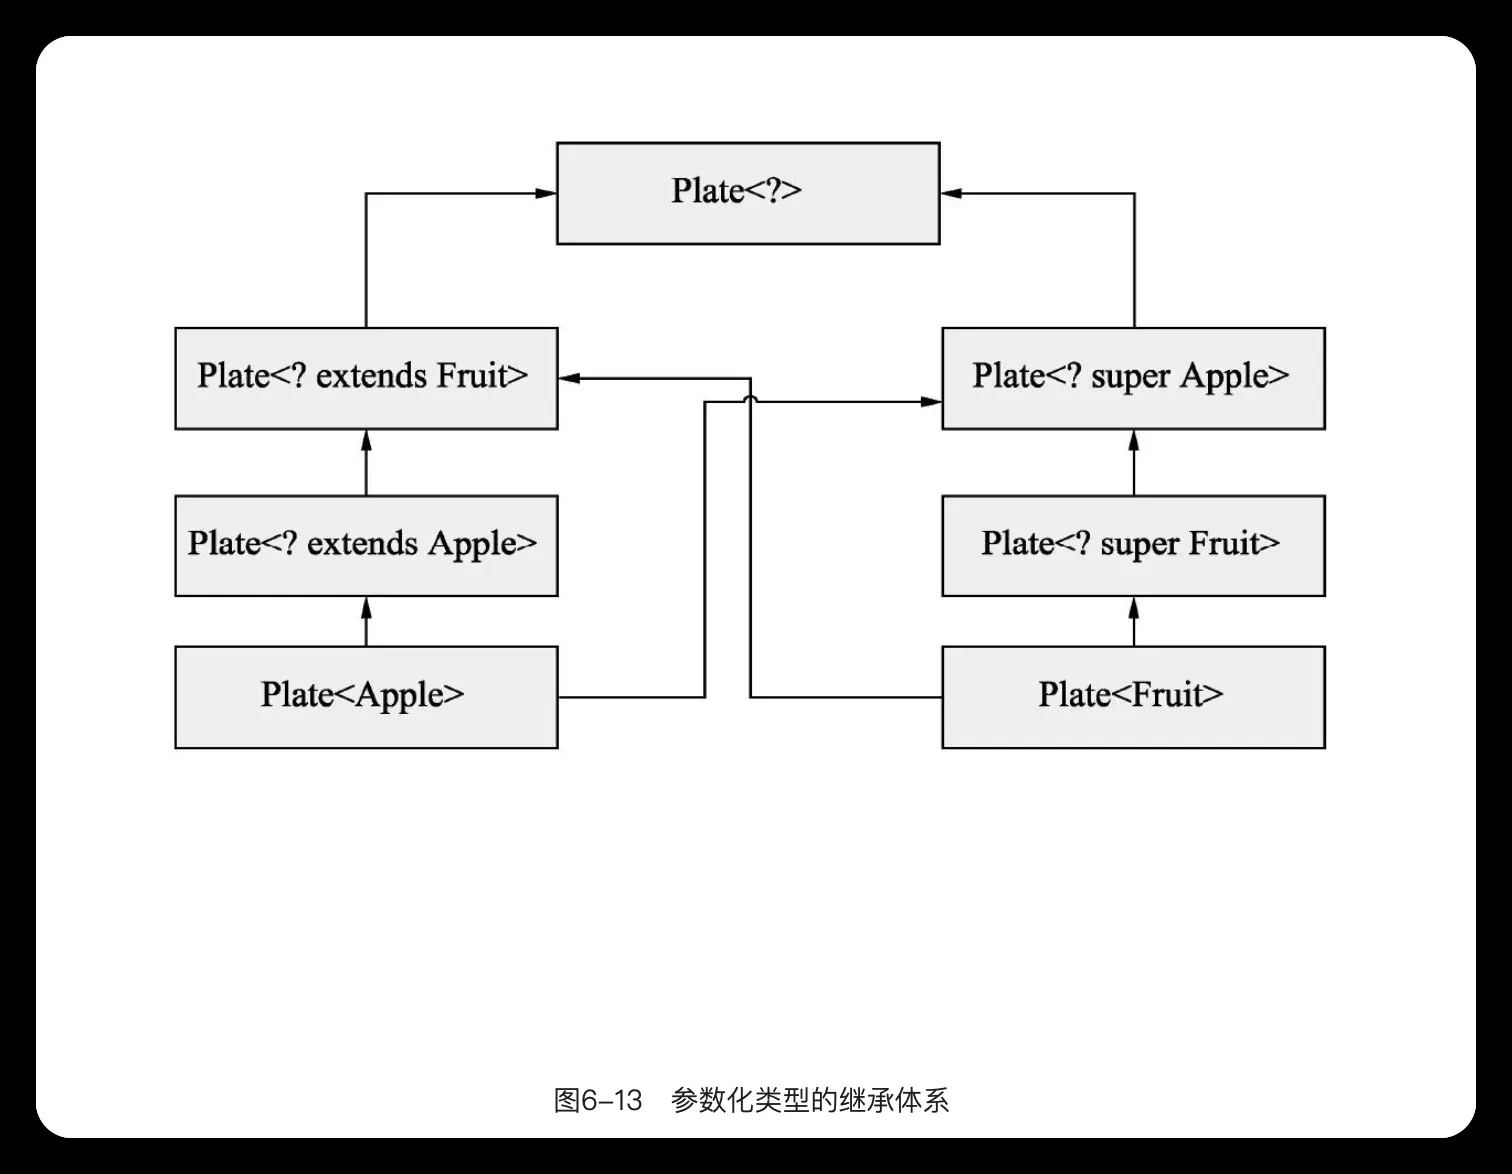 Plate<?>
Plate<? extends Fruit>
Plate<? super Apple>
Plate<? extends Apple>
Plate<? super Fruit>
Plate<Apple>
Plate<Fruit>
图6–13 参数化类型的继承体系